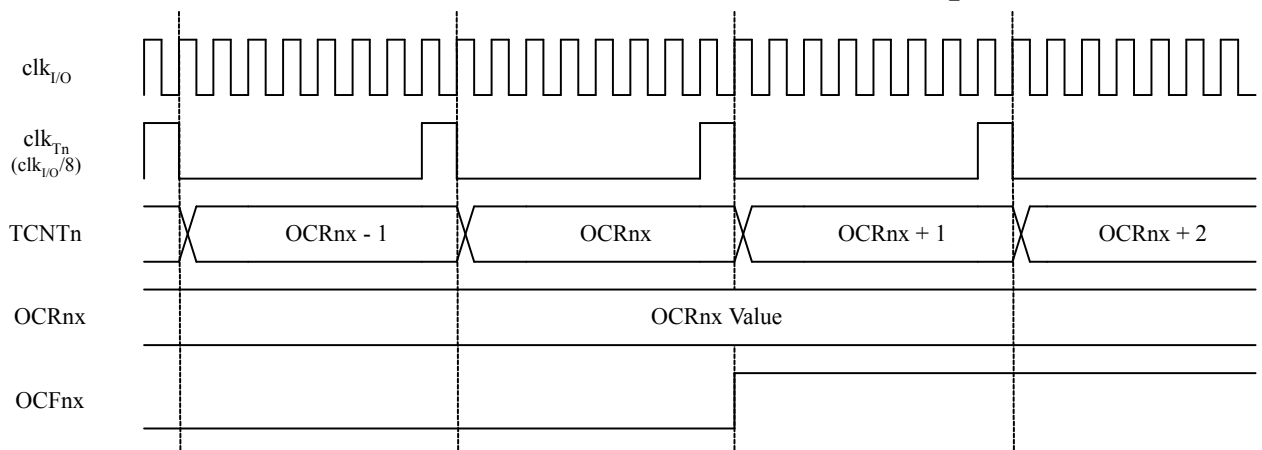 clkI/O
clkTn
(clkI/O/8)
TCNTn OCRnx - 1 OCRnx OCRnx + 1 OCRnx + 2
OCRnx OCRnx Value
OCFnx